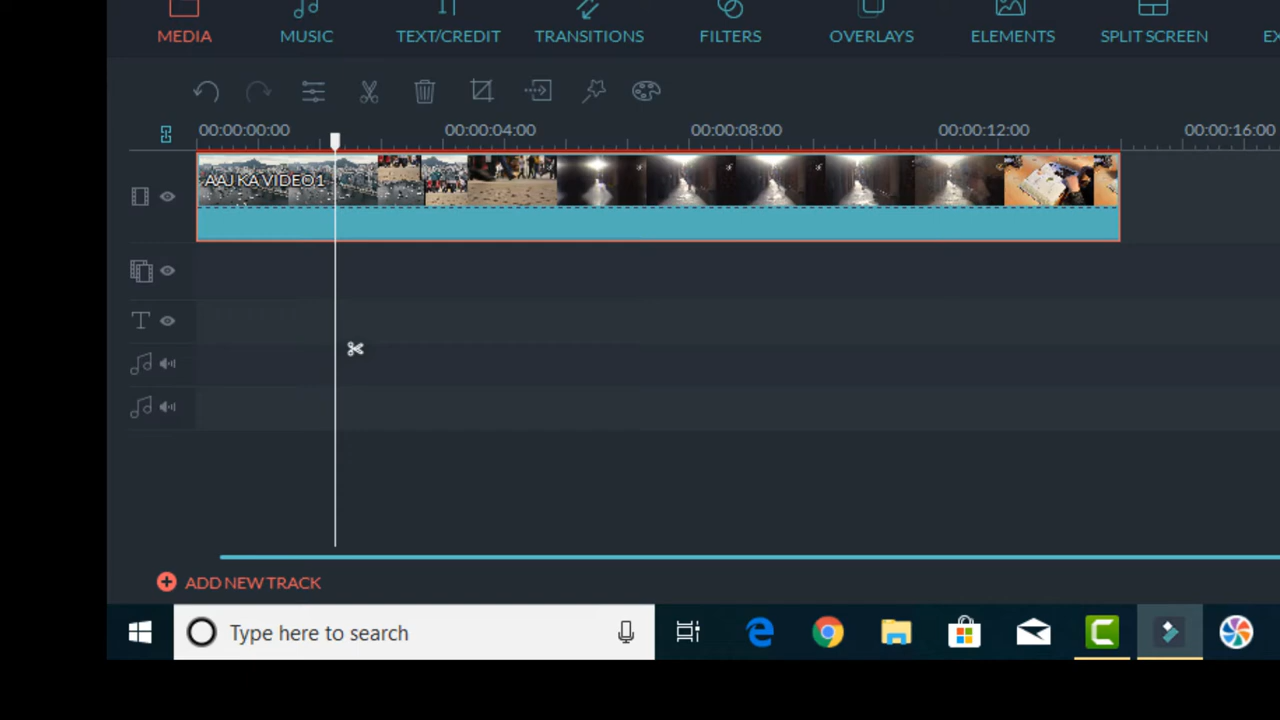 MEDIA MUSIC TEXT/CREDIT TRANSITIONS FILTERS OVERLAYS ELEMENTS SPLIT SCREEN
00:00:00:00 00:00:04:00 00:00:08:00 00:00:12:00 00:00:16:00
AAJ KA VIDEO1
ADD NEW TRACK
Type here to search